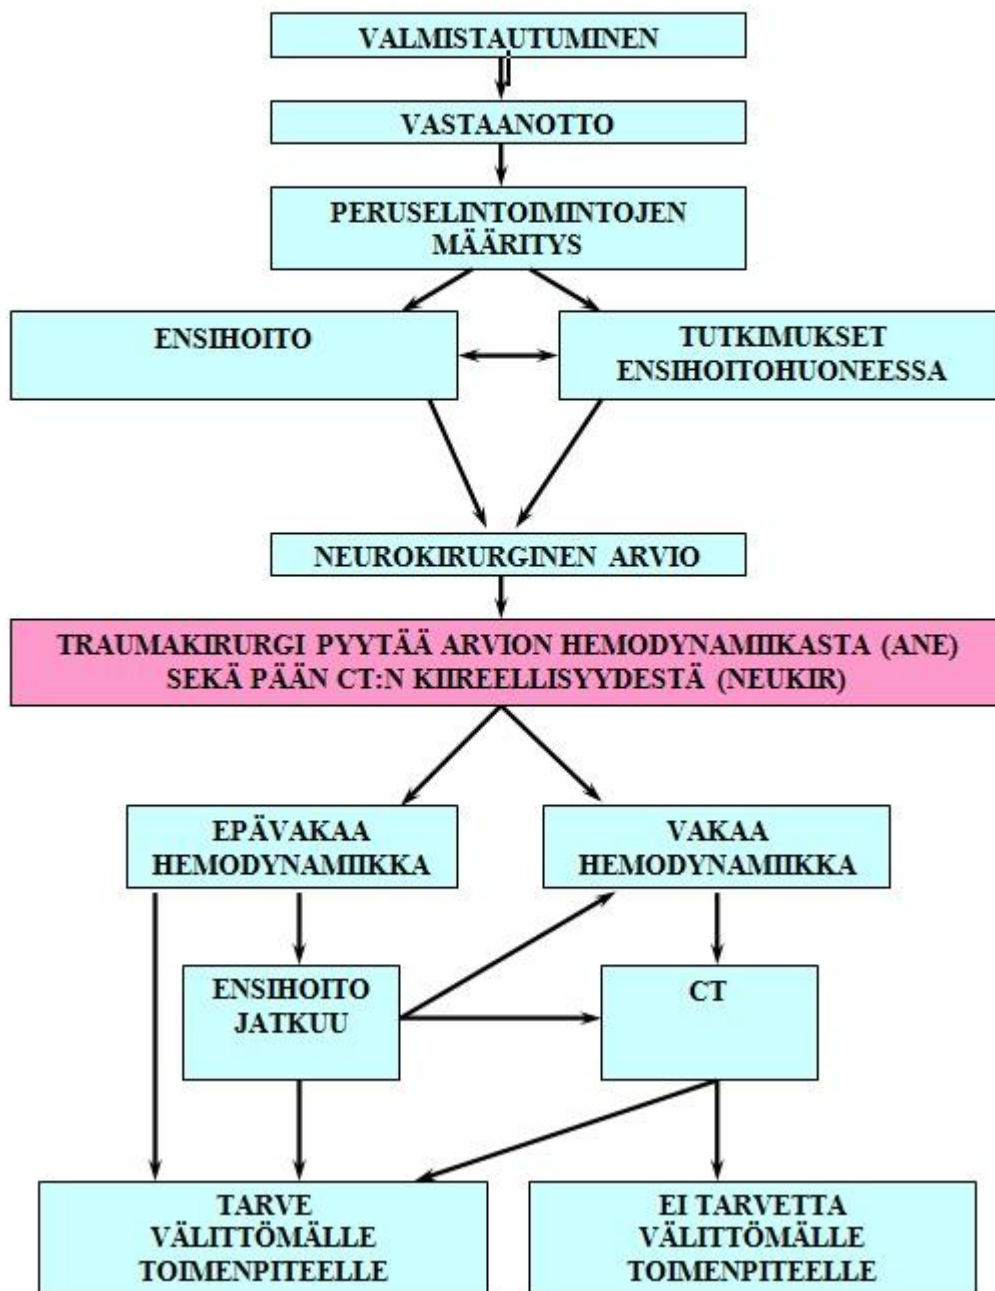 VALMISTAUTUMINEN
VASTAANOTTO
PERUSELINTOIMINTOJEN
MÄÄRITYS
ENSIHOITO
TUTKIMUKSET
ENSIHOITOHUONEESSA
NEUROKIRURGINEN ARVIO
TRAUMAKIRURGI PYYTÄÄ ARVION HEMODYNAMIIKASTA (ANE)
SEKÄ PÄÄN CT:N KIIREELLISYYDESTÄ (NEUKIR)
EPÄVAKAA
HEMODYNAMIIKKA
VAKAA
HEMODYNAMIIKKA
ENSIHOITO
JATKUU
CT
TARVE
VÄLITTÖMÄLLE
TOIMENPITEELLE
EI TARVETTA
VÄLITTÖMÄLLE
TOIMENPITEELLE